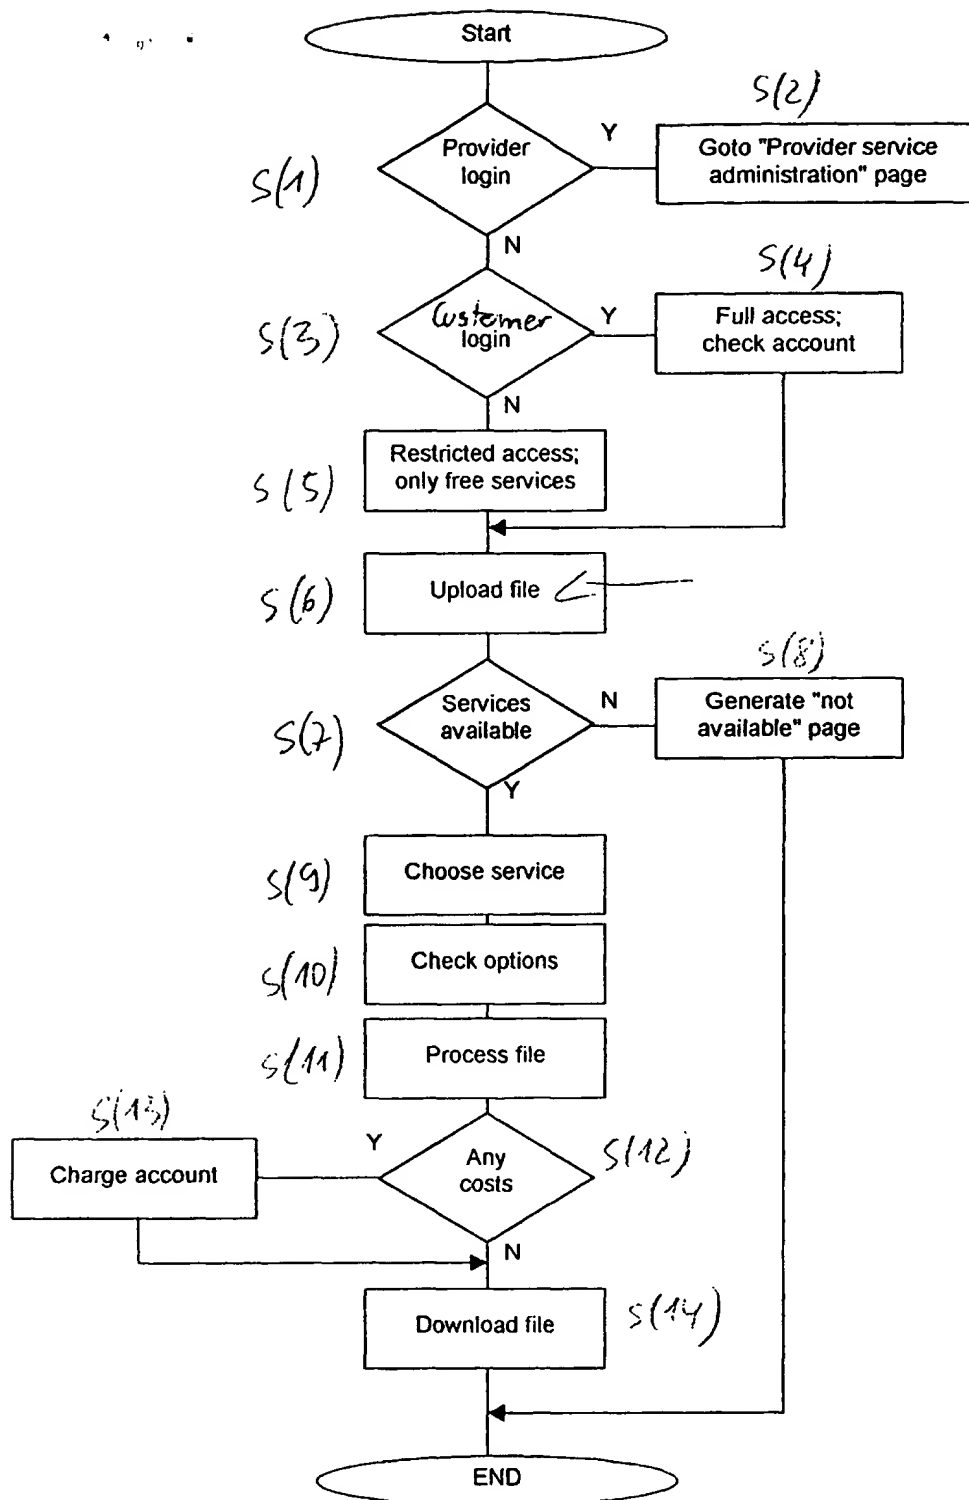 Start
S(2)
Provider
login
Y
Goto "Provider service
administration" page
S(1)
N
S(4)
Customer
login
Y
Full access;
check account
S(3)
N
Restricted access;
only free services
S(5)
Upload file
S(6)
S(8)
Services
available
N
Generate "not
available" page
S(7)
Y
Choose service
S(9)
Check options
S(10)
Process file
S(11)
S(13)
Y
Any
costs
S(12)
Charge account
N
Download file
S(14)
END